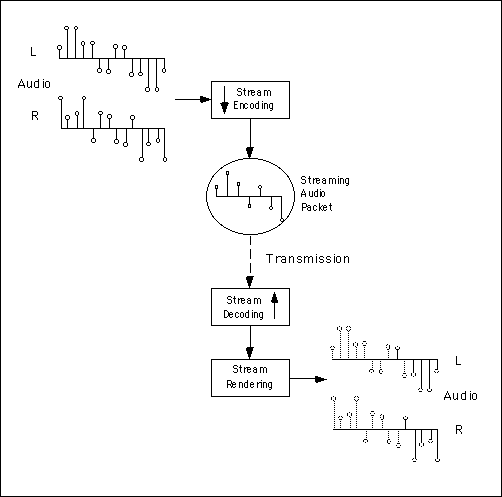 L
Audio
R
Stream
Encoding
Streaming
Audio
Packet
Transmission
Stream
Decoding
Stream
Rendering
L
Audio
R